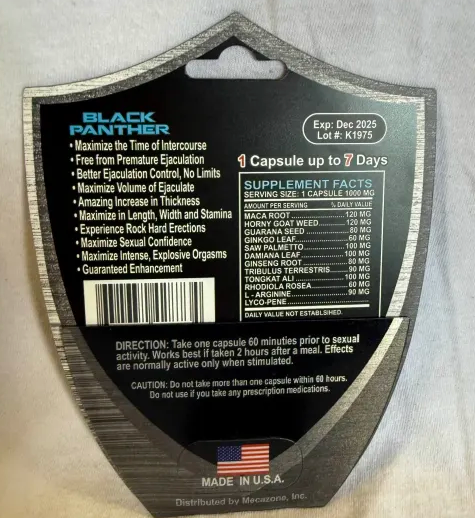 BLACK
PANTHER
Exp: Dec 2025
Lot #: K1975
• Maximize the Time of Intercourse
• Free from Premature Ejaculation
• Better Ejaculation Control, No Limits
• Maximize Volume of Ejaculate
• Amazing Increase in Thickness
• Maximize in Length, Width and Stamina
• Experience Rock Hard Erections
• Maximize Sexual Confidence
• Maximize Intense, Explosive Orgasms
• Guaranteed Enhancement
1 Capsule up to 7 Days
SUPPLEMENT FACTS
SERVING SIZE: 1 CAPSULE 1000 MG
AMOUNT PER SERVING % DAILY VALUE
MACA ROOT 120 MG
HORNY GOAT WEED 120 MG
GUARANA SEED 80 MG
GINKGO LEAF 60 MG
SAW PALMETTO 100 MG
DAMIANA LEAF 100 MG
GINSENG ROOT 80 MG
TRIBULUS TERRESTRIS 90 MG
TONGKAT ALI 100 MG
RHODIOLA ROSEA 60 MG
L - ARGININE 90 MG
LYCO-PENE
DAILY VALUE NOT ESTABLSIHED.
DIRECTION: Take one capsule 60 minuties prior to sexual
activity. Works best if taken 2 hours after a meal. Effects
are normally active only when stimulated.
CAUTION: Do not take more than one capsule within 60 hours.
Do not use if you take any prescription medications.
MADE IN U.S.A.
Distributed by Mecazone, Inc.